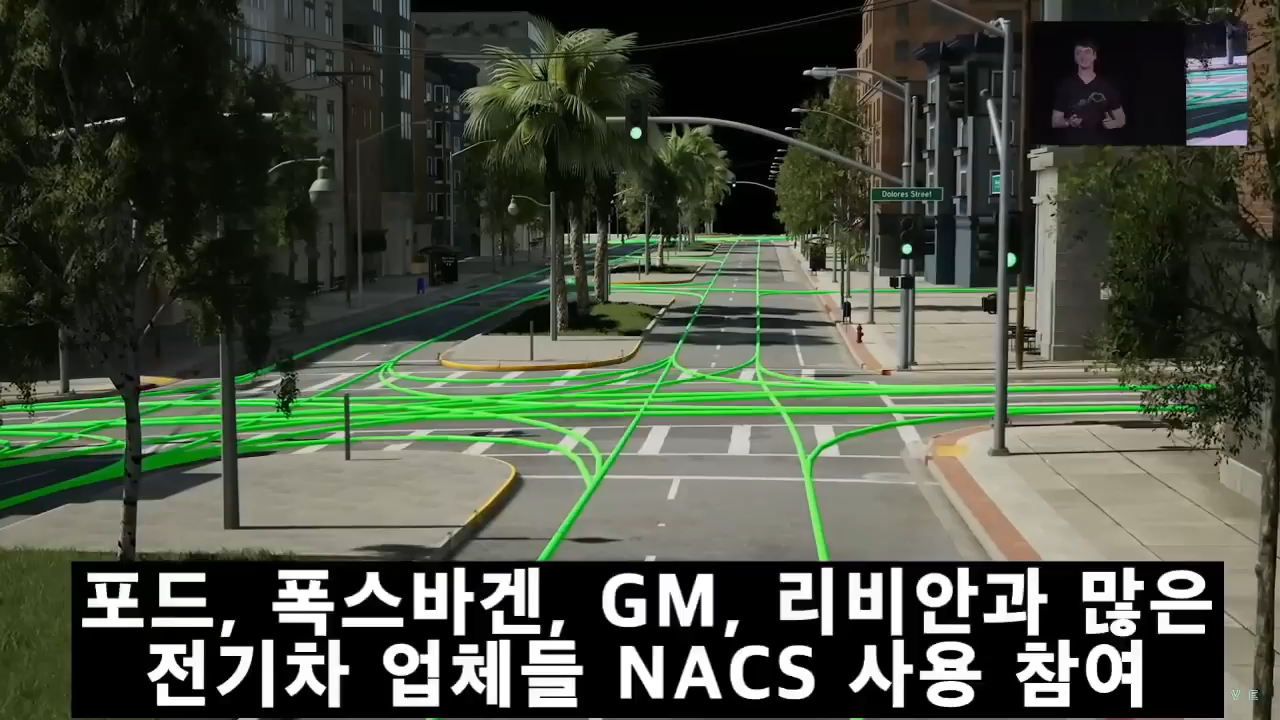 Dolores Street
포드, 폭스바겐, GM, 리비안과 많은
전기차 업체들 NACS 사용 참여
V E